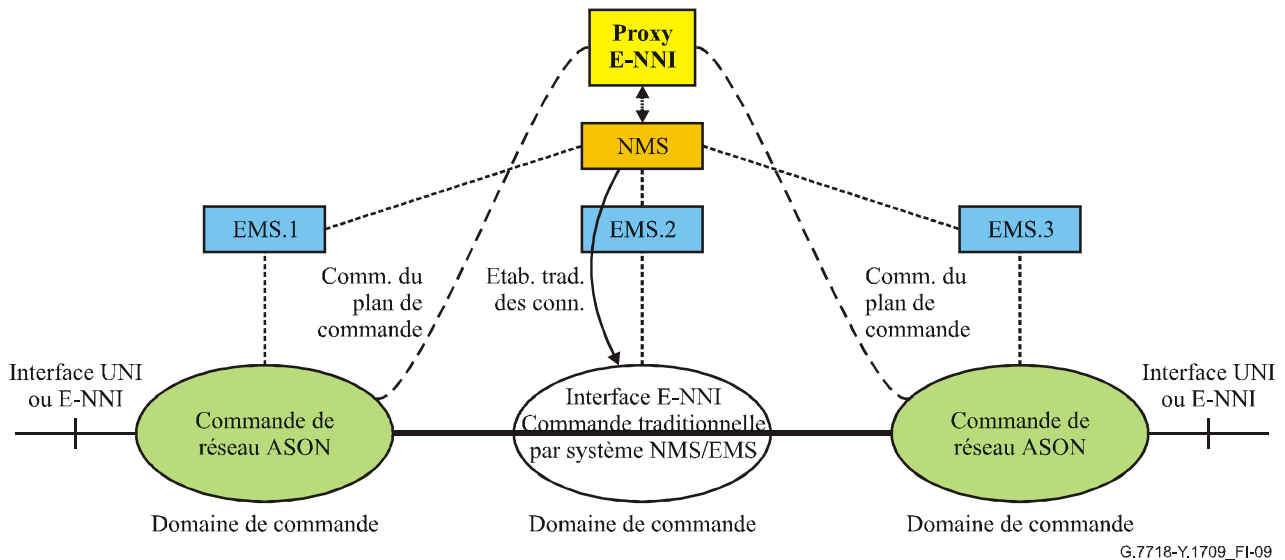 Proxy
E-NNI
NMS
EMS.1
EMS.2
EMS.3
Comm. du
plan de
commande
Etab. trad.
des conn.
Comm. du
plan de
commande
Interface UNI
ou E-NNI
Commande de
réseau ASON
Interface E-NNI
Commande traditionnelle
par système NMS/EMS
Commande de
réseau ASON
Interface UNI
ou E-NNI
Domaine de commande
Domaine de commande
Domaine de commande
G.7718-Y.1709_FI-09